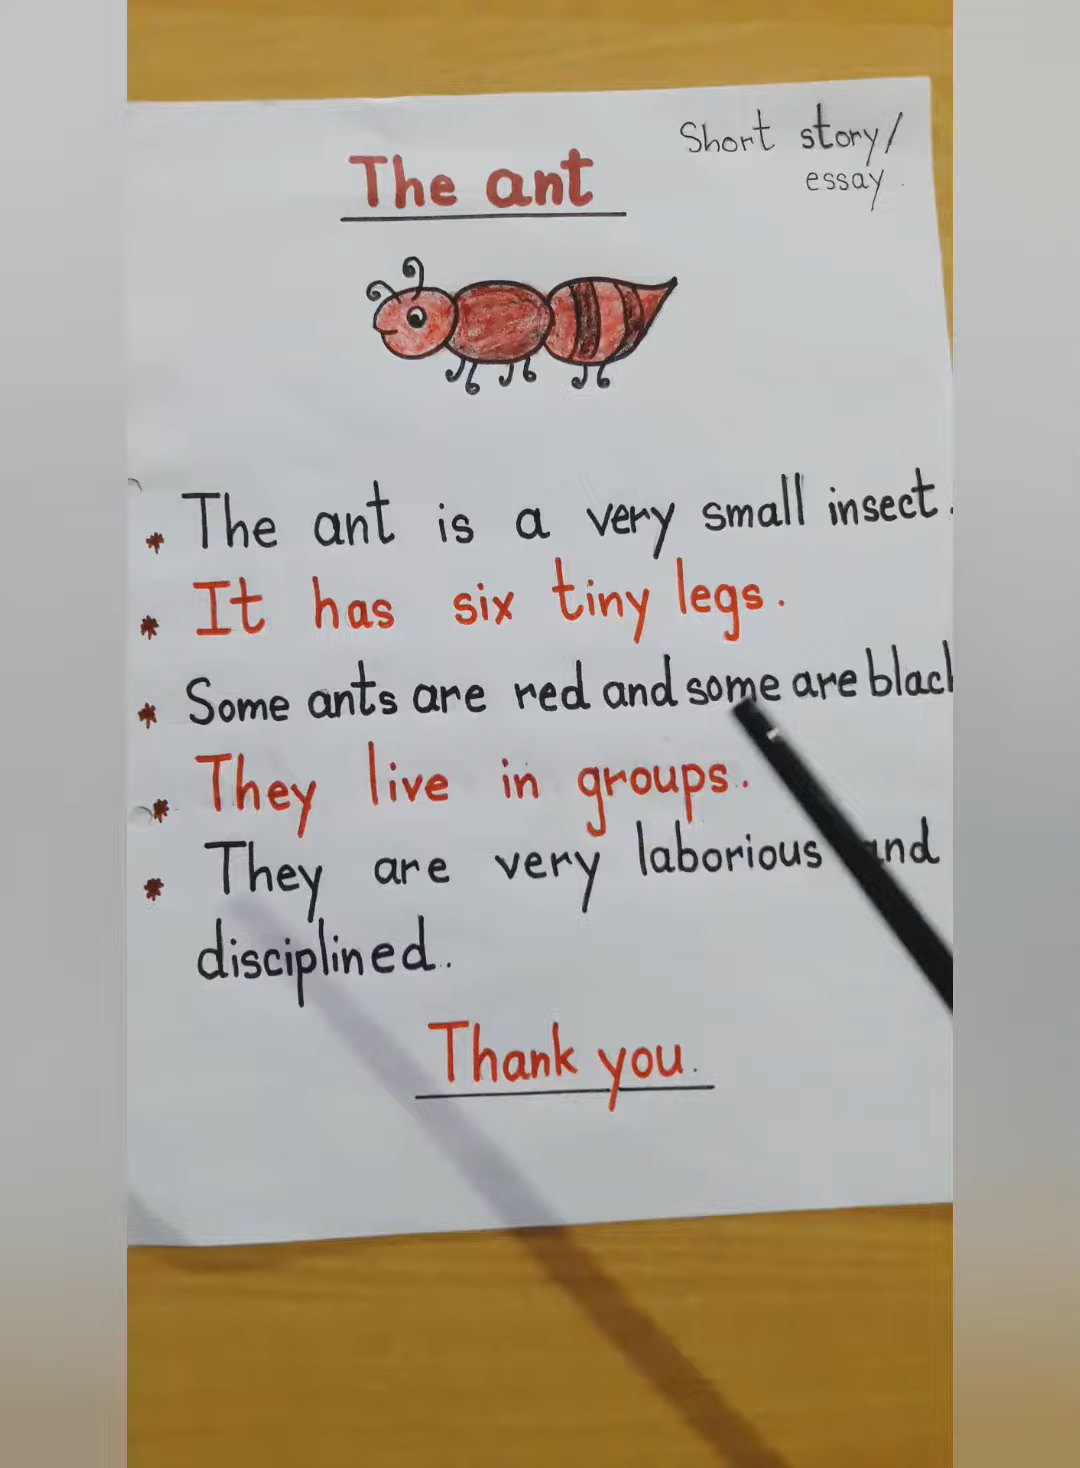 Short story/
essay.
The ant
* The ant is a very small insect.
* It has six tiny legs.
* Some ants are red and some are
* They live in groups.
* They are very laborious and
disciplined.
Thank you.